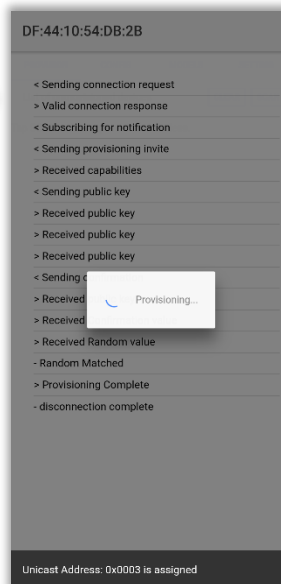 DF:44:10:54:DB:2B
< Sending connection request
> Valid connection response
< Subscribing for notification
< Sending provisioning invite
> Received capabilities
< Sending public key
> Received public key
> Received public key
> Received public key
< Sending
> Received
Provisioning...
> Received
> Received Random value
- Random Matched
> Provisioning Complete
- disconnection complete
Unicast Address: 0x0003 is assigned